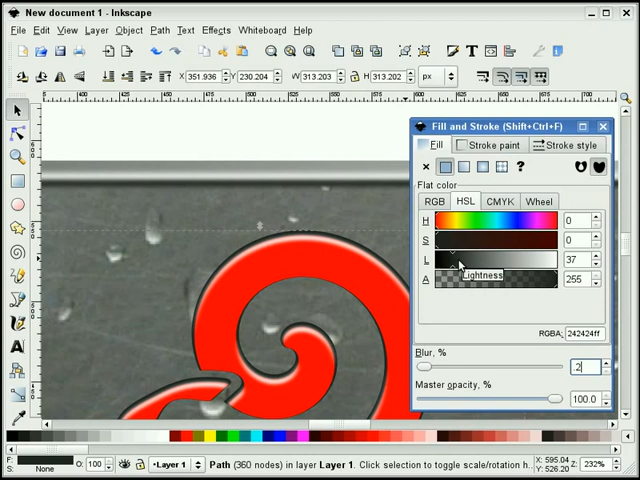 New document 1 - Inkscape
File Edit View Layer Object Path Text Effects Whiteboard Help
X 351.936 Y 230.204 W 313.203 H 313.202 px
Fill and Stroke (Shift+Ctrl+F)
Fill Stroke paint Stroke style
?
Flat color
RGB HSL CMYK Wheel
H 0
S 0
L 37
Lightness
A 255
RGBA: 242424ff
Blur, %
.2
Master opacity, %
100.0
F:
S: None O: 100 •Layer 1 Path (360 nodes) in layer Layer 1. Click selection to toggle scale/rotation h... X: 595.04 Y: 526.20 Z: 232%